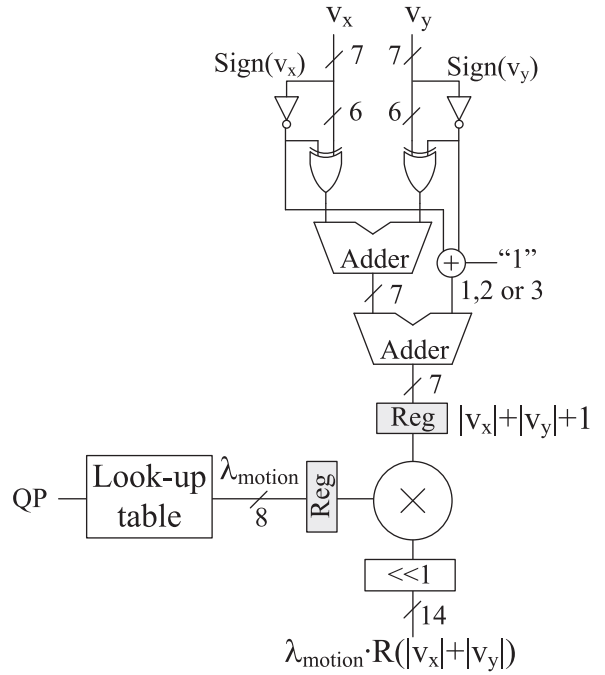 vx vy
7 7
Sign(vx) Sign(vy)
6 6
Adder
“1”
1,2 or 3
7
Adder
7
Reg |vx|+|vy|+1
QP
Look-up
table
λmotion
8
Reg
×
<<1
14
λmotion·R(|vx|+|vy|)